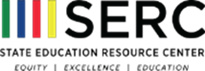 SERC
STATE EDUCATION RESOURCE CENTER
EQUITY | EXCELLENCE | EDUCATION